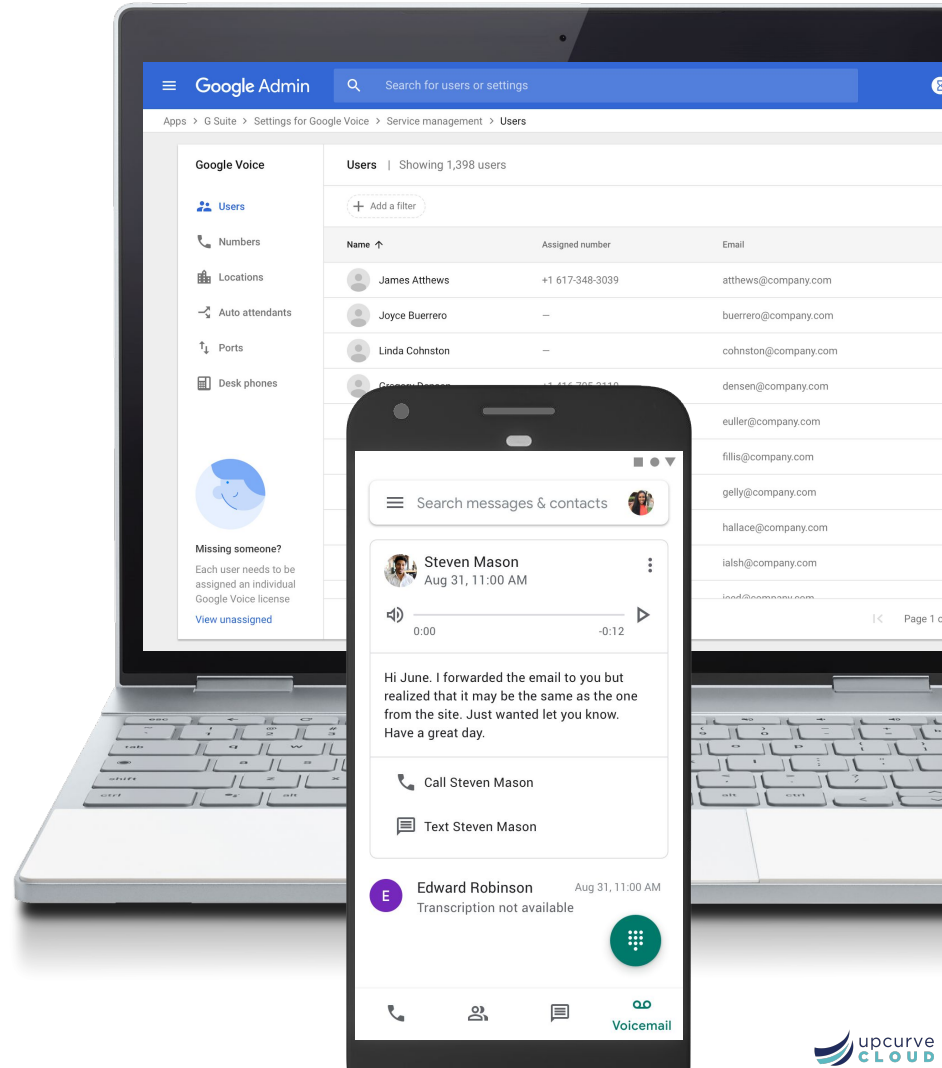 Google Admin
Search for users or settings
Apps > G Suite > Settings for Google Voice > Service management > Users
Google Voice
Users | Showing 1,398 users
Users
Add a filter
Numbers
Name
Assigned number
Email
Locations
James Atthews
+1 617-348-3039
atthews@company.com
Auto attendants
Joyce Buerrero
—
buerrero@company.com
Ports
Linda Cohnston
—
cohnston@company.com
Desk phones
densen@company.com
euller@company.com
fillis@company.com
gelly@company.com
hallace@company.com
ialsh@company.com
Missing someone?
Each user needs to be
assigned an individual
Google Voice license
View unassigned
Page 1
Search messages & contacts
Steven Mason
Aug 31, 11:00 AM
0:00
-0:12
Hi June. I forwarded the email to you but
realized that it may be the same as the one
from the site. Just wanted let you know.
Have a great day.
Call Steven Mason
Text Steven Mason
E
Edward Robinson
Aug 31, 11:00 AM
Transcription not available
Voicemail
esc
tab
q
w
p
a
s
shift
z
x
ctrl
alt
alt
ctrl
upcurve
CLOUD